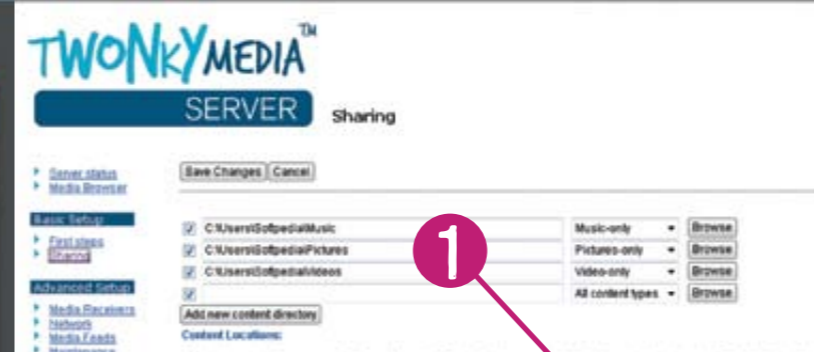 TWONKYMEDIA™
SERVER Sharing
Server status
Media Browser
Save Changes Cancel
Basic Setup
First steps
Sharing
C:\Users\Softpedia\Music Music-only Browse
C:\Users\Softpedia\Pictures Pictures-only Browse
C:\Users\Softpedia\Videos Video-only Browse
All content types Browse
1
Add new content directory
Content Locations:
Advanced Setup
Media Receivers
Network
Media Feeds
Maintenance